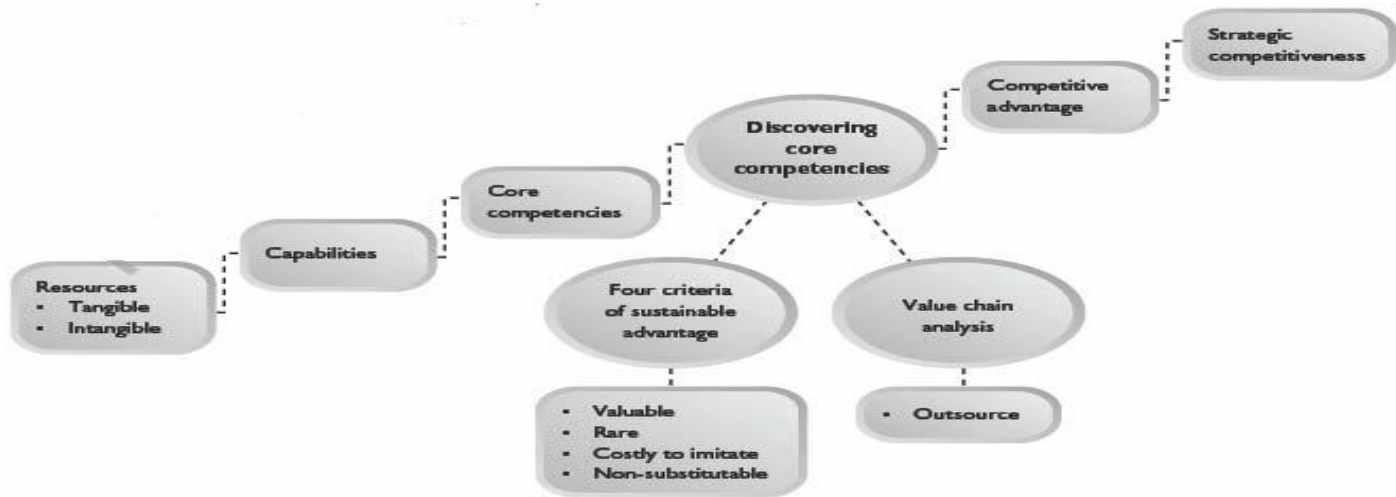 Resources
▪ Tangible
▪ Intangible
Capabilities
Core
competencies
Discovering
core
competencies
Competitive
advantage
Strategic
competitiveness
Four criteria
of sustainable
advantage
▪ Valuable
▪ Rare
▪ Costly to imitate
▪ Non-substitutable
Value chain
analysis
▪ Outsource